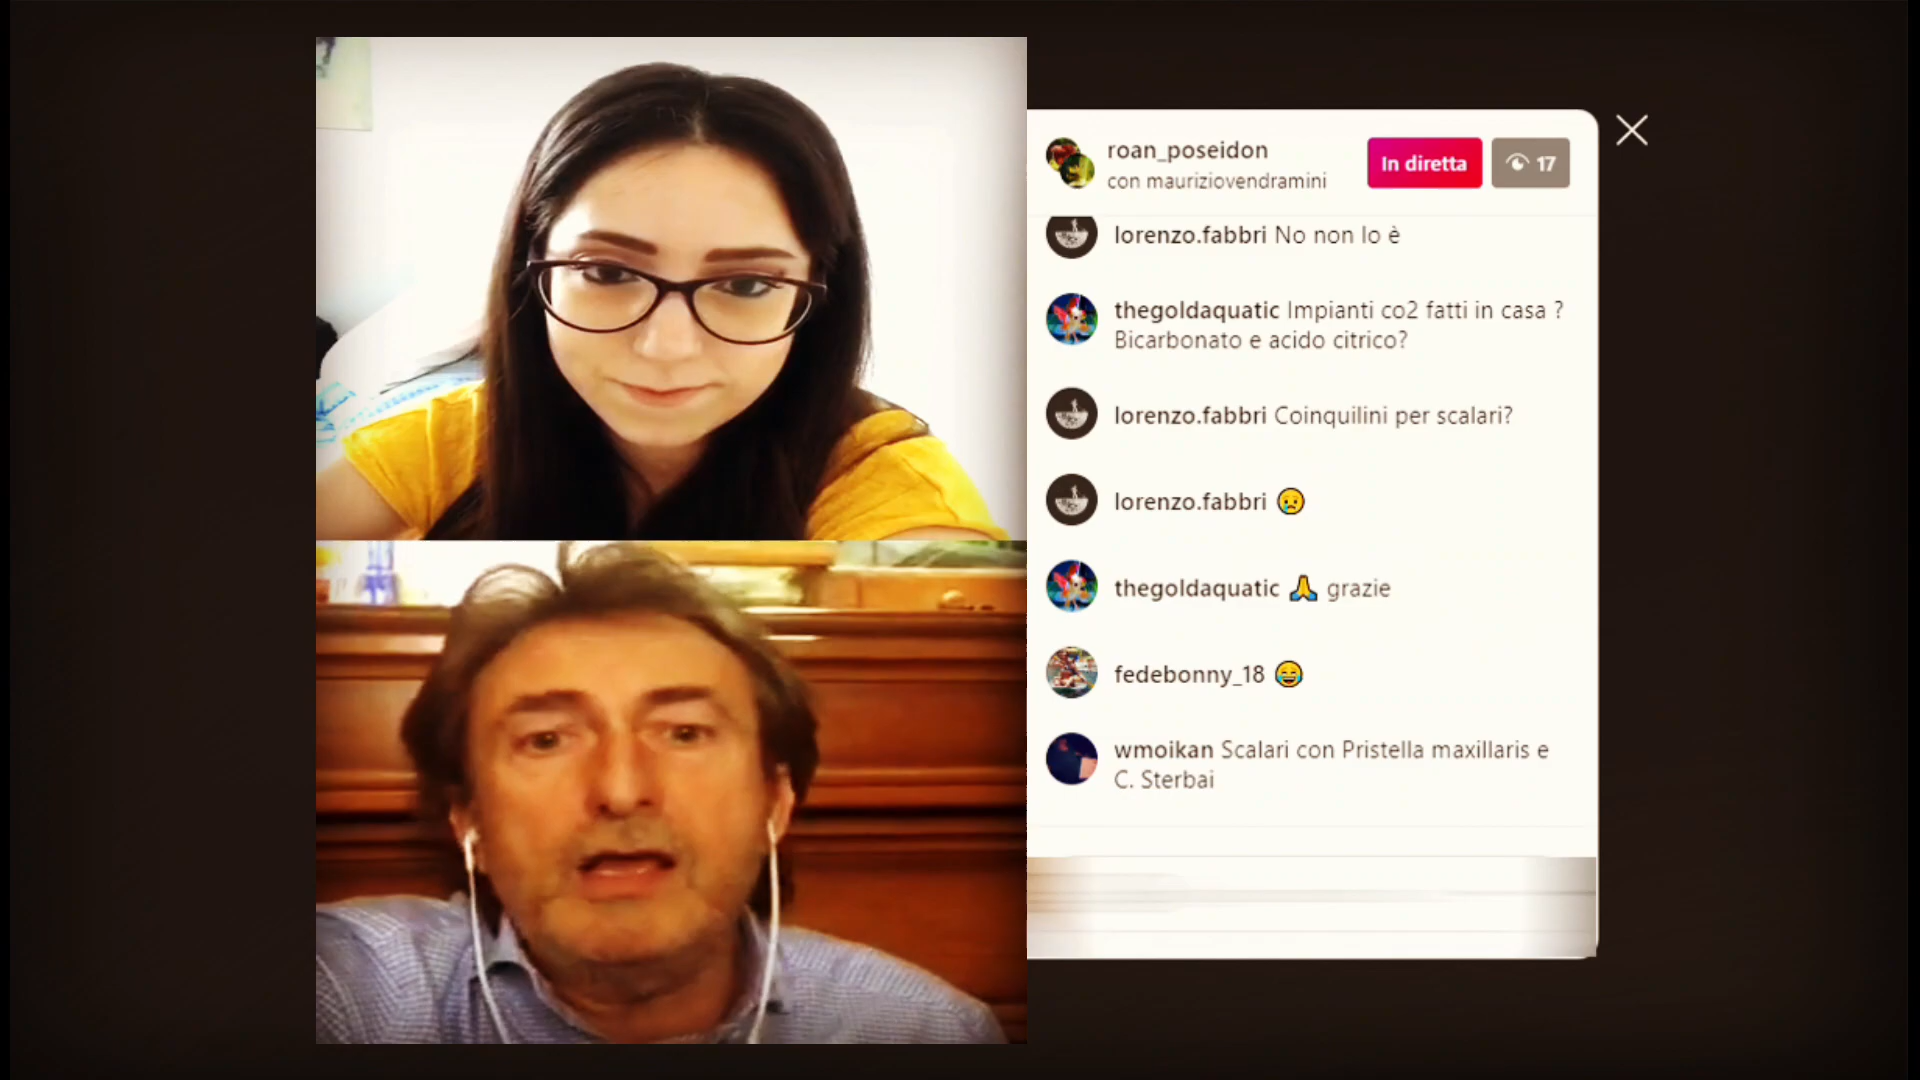 roan_poseidon
con mauriziovendramini
In diretta
17
lorenzo.fabbri No non lo è
thegoldaquatic Impianti co2 fatti in casa ?
Bicarbonato e acido citrico?
lorenzo.fabbri Coinquilini per scalari?
lorenzo.fabbri 😥
thegoldaquatic 🙏 grazie
fedebonny_18 😂
wmoikan Scalari con Pristella maxillaris e
C. Sterbai